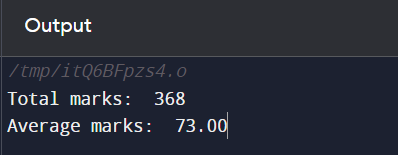 Output
/tmp/itQ6BFpzs4.o
Total marks:  368
Average marks:  73.00